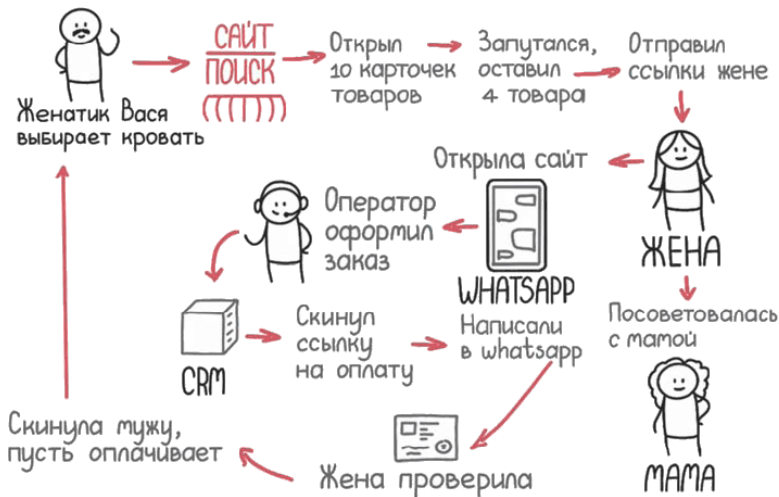 Женатик Вася
выбирает кровать
САЙТ
ПОИСК
Открыл
10 карточек
товаров
Запутался,
оставил
4 товара
Отправил
ссылки жене
ЖЕНА
Открыла сайт
Посоветовалась
с мамой
МАМА
WHATSAPP
Оператор
оформил
заказ
CRM
Скинул
ссылку
на оплату
Написали
в whatsapp
Жена проверила
Скинула мужу,
пусть оплачивает